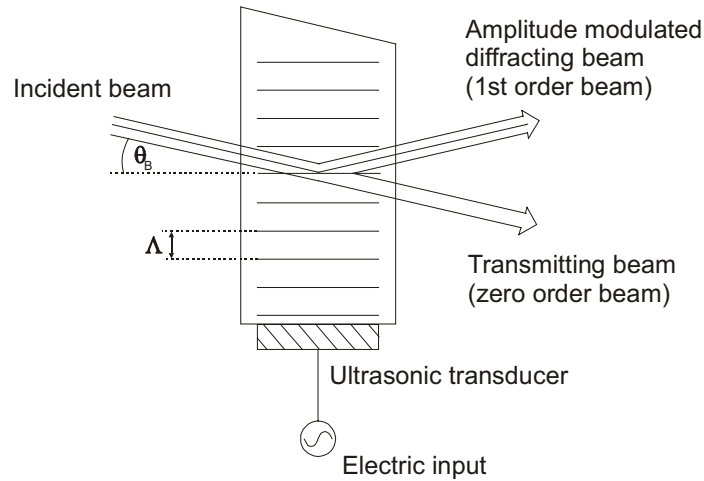 Amplitude modulated
diffracting beam
(1st order beam)
Incident beam
θB
Λ
Transmitting beam
(zero order beam)
Ultrasonic transducer
Electric input